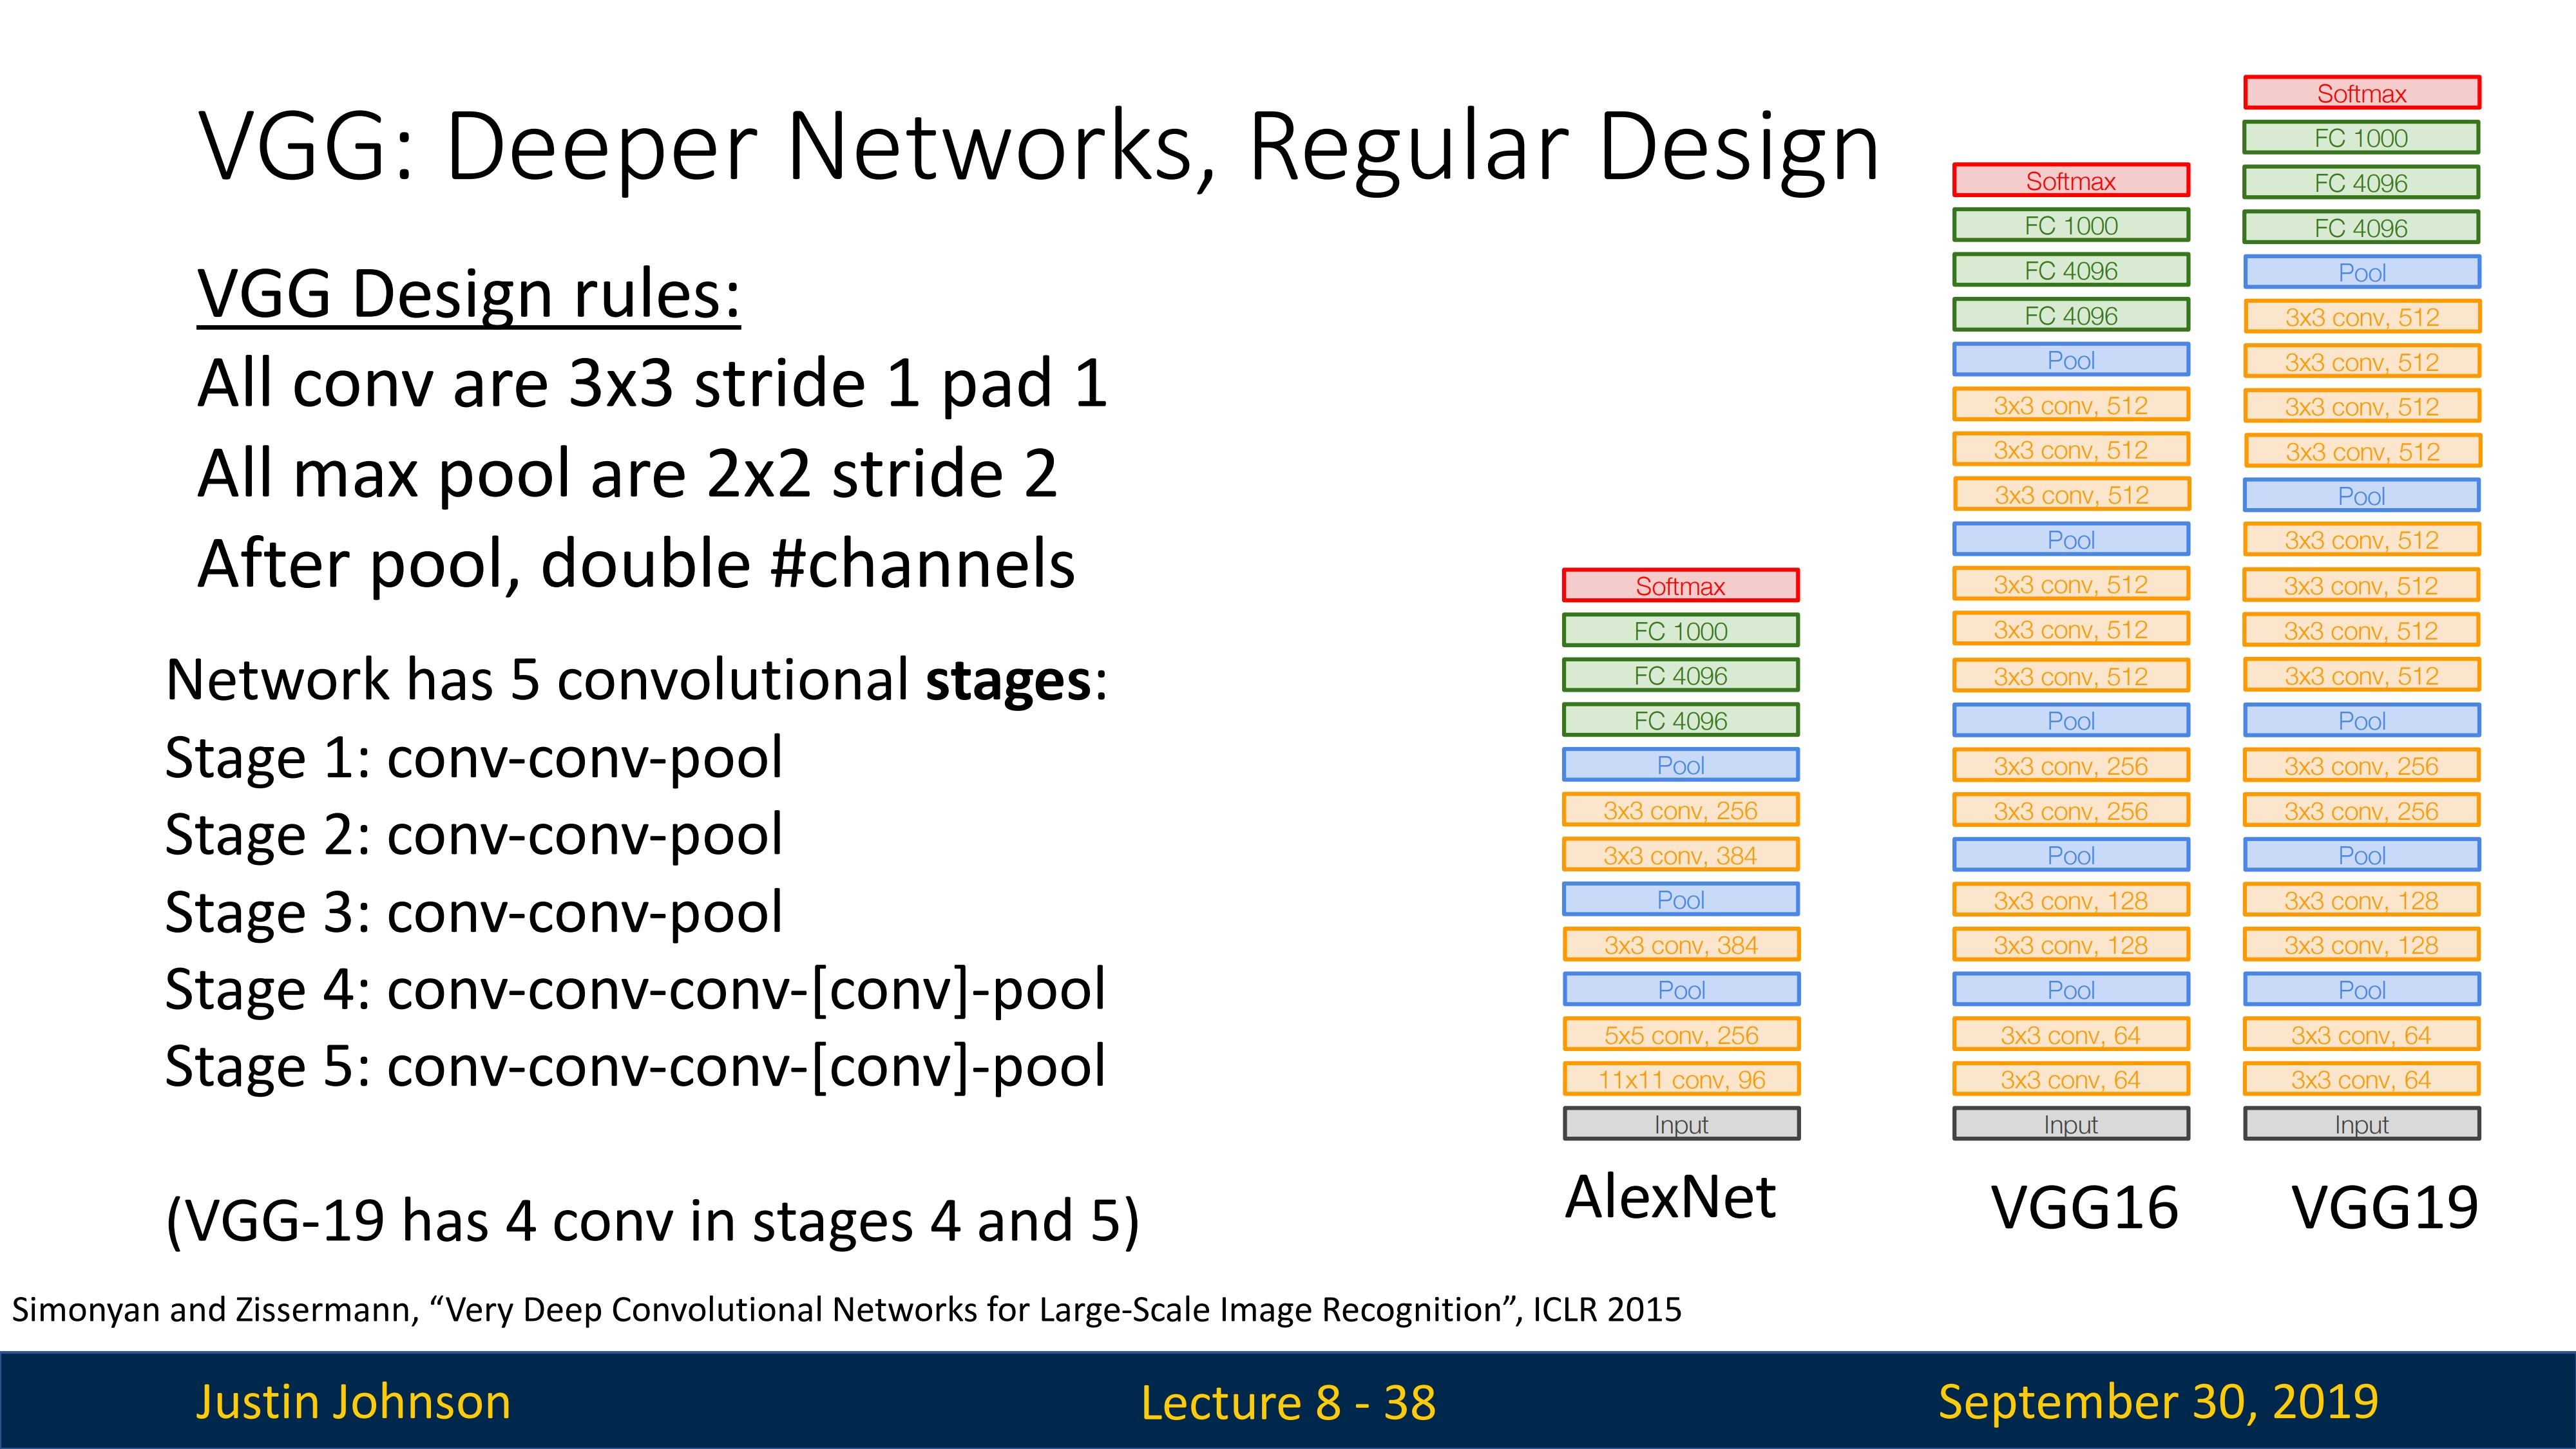 VGG: Deeper Networks, Regular Design
VGG Design rules:
All conv are 3x3 stride 1 pad 1
All max pool are 2x2 stride 2
After pool, double #channels
Network has 5 convolutional stages:
Stage 1: conv-conv-pool
Stage 2: conv-conv-pool
Stage 3: conv-conv-pool
Stage 4: conv-conv-conv-[conv]-pool
Stage 5: conv-conv-conv-[conv]-pool
(VGG-19 has 4 conv in stages 4 and 5)
Softmax
FC 1000
FC 4096
FC 4096
Pool
3x3 conv, 256
3x3 conv, 384
Pool
3x3 conv, 384
Pool
5x5 conv, 256
11x11 conv, 96
Input
AlexNet
Softmax
FC 1000
FC 4096
FC 4096
Pool
3x3 conv, 512
3x3 conv, 512
3x3 conv, 512
Pool
3x3 conv, 512
3x3 conv, 512
3x3 conv, 512
Pool
3x3 conv, 256
3x3 conv, 256
Pool
3x3 conv, 128
3x3 conv, 128
Pool
3x3 conv, 64
3x3 conv, 64
Input
VGG16
Softmax
FC 1000
FC 4096
FC 4096
Pool
3x3 conv, 512
3x3 conv, 512
3x3 conv, 512
3x3 conv, 512
Pool
3x3 conv, 512
3x3 conv, 512
3x3 conv, 512
3x3 conv, 512
Pool
3x3 conv, 256
3x3 conv, 256
Pool
3x3 conv, 128
3x3 conv, 128
Pool
3x3 conv, 64
3x3 conv, 64
Input
VGG19
Simonyan and Zissermann, “Very Deep Convolutional Networks for Large-Scale Image Recognition”, ICLR 2015
Justin Johnson
Lecture 8 - 38
September 30, 2019